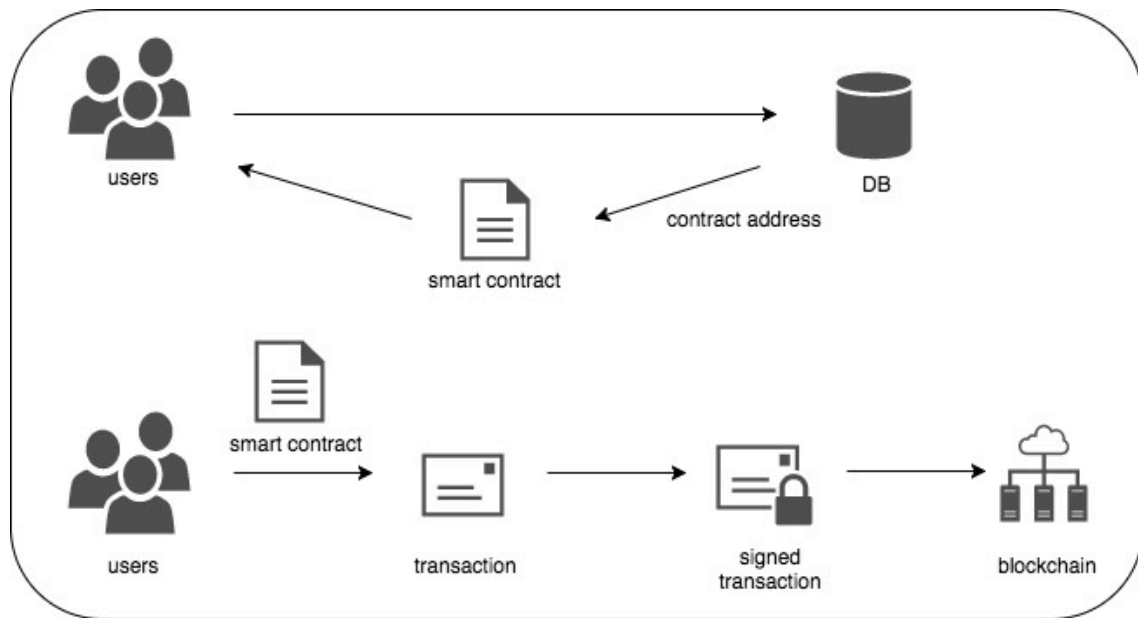 users
DB
contract address
smart contract
smart contract
users
transaction
signed
transaction
blockchain